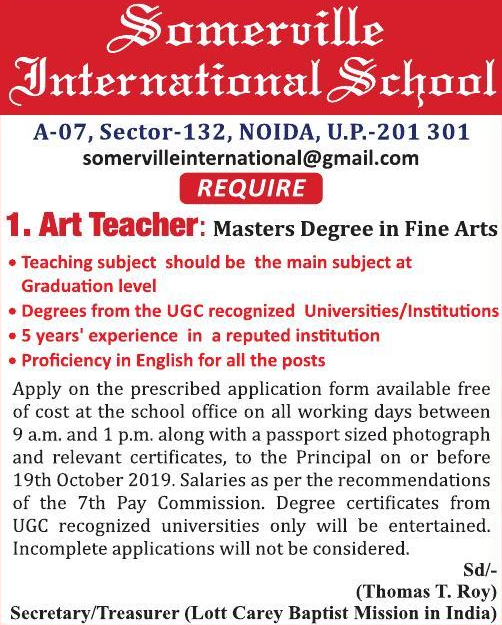 Somerville
International School
A-07, Sector-132, NOIDA, U.P.-201 301
somervilleinternational@gmail.com
REQUIRE
1. Art Teacher: Masters Degree in Fine Arts
• Teaching subject should be the main subject at
Graduation level
• Degrees from the UGC recognized Universities/Institutions
• 5 years' experience in a reputed institution
• Proficiency in English for all the posts
Apply on the prescribed application form available free
of cost at the school office on all working days between
9 a.m. and 1 p.m. along with a passport sized photograph
and relevant certificates, to the Principal on or before
19th October 2019. Salaries as per the recommendations
of the 7th Pay Commission. Degree certificates from
UGC recognized universities only will be entertained.
Incomplete applications will not be considered.
Sd/-
(Thomas T. Roy)
Secretary/Treasurer (Lott Carey Baptist Mission in India)